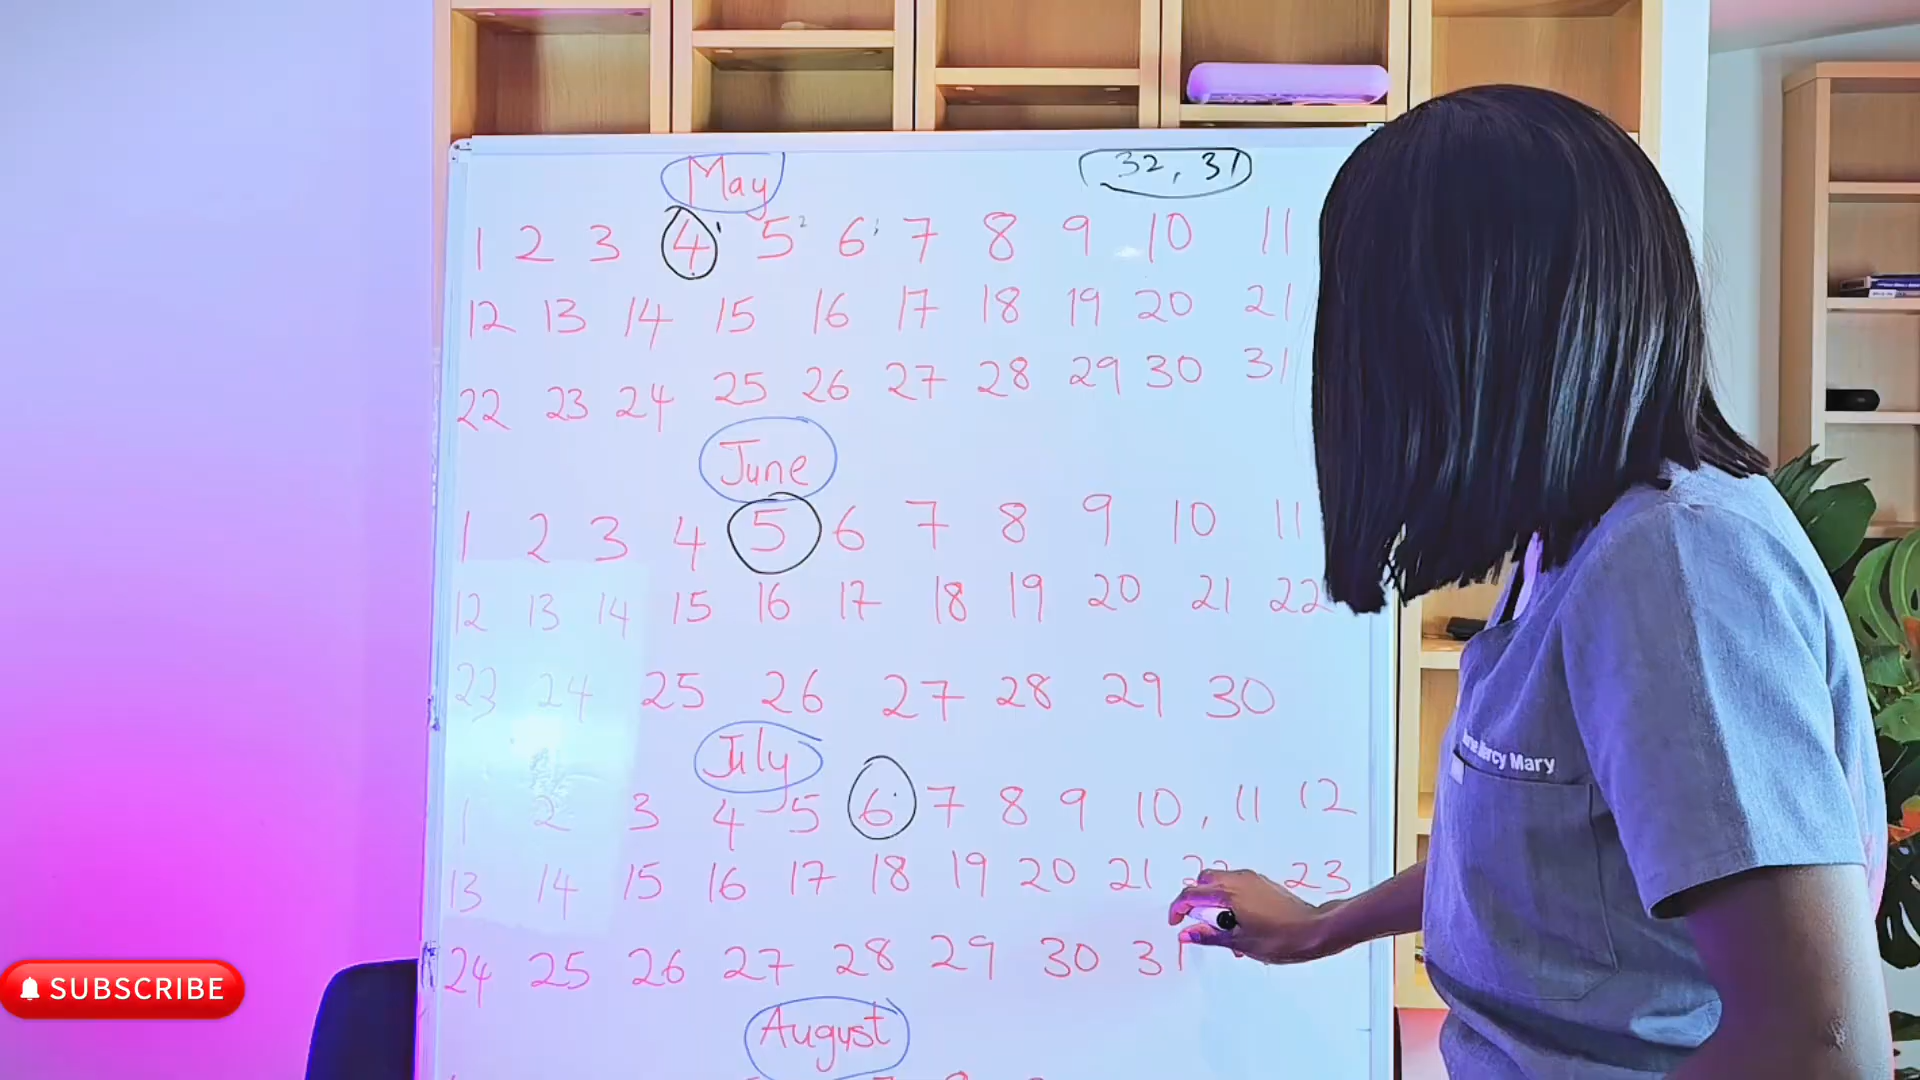 May
32, 31
1 2 3 4 1 5 2 6 3 7 8 9 10 11
12 13 14 15 16 17 18 19 20 21
22 23 24 25 26 27 28 29 30 31
June
1 2 3 4 5 6 7 8 9 10 11
12 13 14 15 16 17 18 19 20 21 22
23 24 25 26 27 28 29 30
July
1 2 3 4 5 6 7 8 9 10, 11 12
13 14 15 16 17 18 19 20 21 22 23
24 25 26 27 28 29 30 31
August
Mercy Mary
SUBSCRIBE